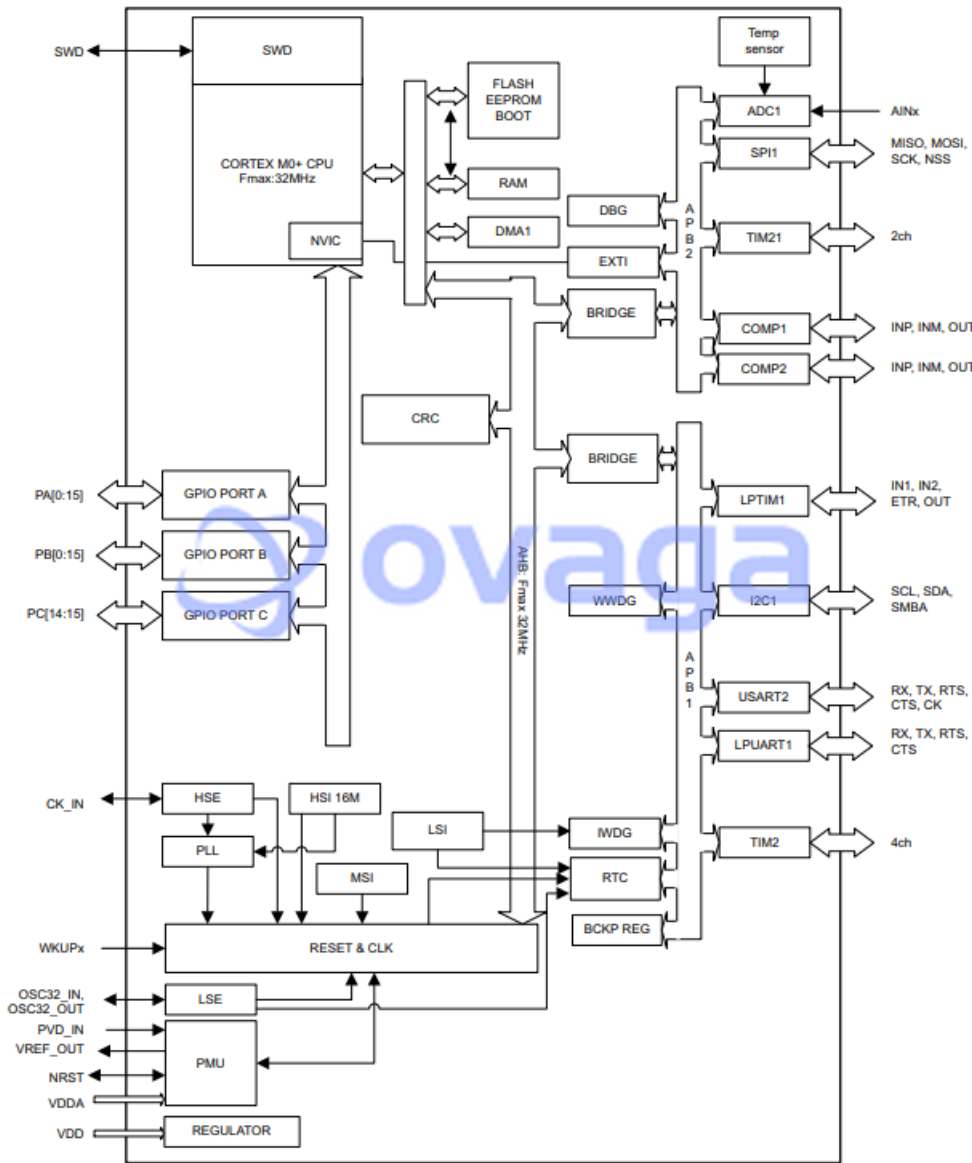 SWD
SWD
CORTEX M0+ CPU
Fmax:32MHz
NVIC
FLASH
EEPROM
BOOT
RAM
DMA1
Temp
sensor
ADC1
AINx
SPI1
MISO, MOSI,
SCK, NSS
DBG
A
P
B
2
TIM21
2ch
EXTI
BRIDGE
COMP1
INP, INM, OUT
COMP2
INP, INM, OUT
CRC
BRIDGE
PA[0:15]
GPIO PORT A
LPTIM1
IN1, IN2,
ETR, OUT
PB[0:15]
GPIO PORT B
ovaga
AHB: Fmax 32MHz
PC[14:15]
GPIO PORT C
WWDG
I2C1
SCL, SDA,
SMBA
A
P
B
1
USART2
RX, TX, RTS,
CTS, CK
LPUART1
RX, TX, RTS,
CTS
CK_IN
HSE
HSI 16M
LSI
IWDG
TIM2
4ch
PLL
MSI
RTC
BCKP REG
WKUPx
RESET & CLK
OSC32_IN,
OSC32_OUT
LSE
PVD_IN
VREF_OUT
PMU
NRST
VDDA
VDD
REGULATOR